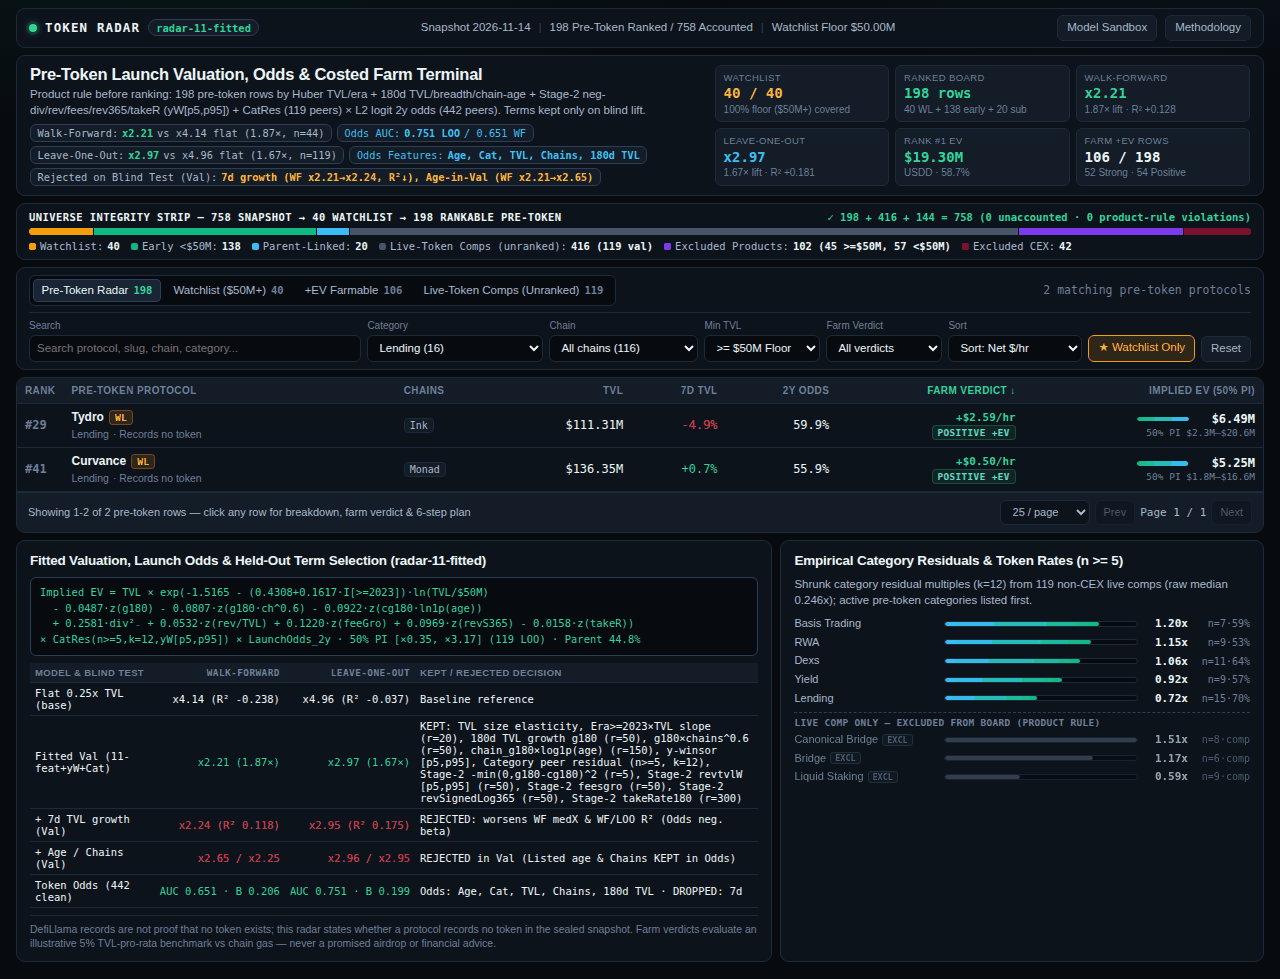 TOKEN RADAR radar-11-fitted
Snapshot 2026-11-14 | 198 Pre-Token Ranked / 758 Accounted | Watchlist Floor $50.00M
Model Sandbox Methodology
Pre-Token Launch Valuation, Odds & Costed Farm Terminal
Product rule before ranking: 198 pre-token rows by Huber TVL/era + 180d TVL/breadth/chain-age + Stage-2 neg-
div/rev/fees/rev365/takeR (yW[p5,p95]) + CatRes (119 peers) × L2 logit 2y odds (442 peers). Terms kept only on blind lift.
Walk-Forward: x2.21 vs x4.14 flat (1.87×, n=44) Odds AUC: 0.751 LOO / 0.651 WF
Leave-One-Out: x2.97 vs x4.96 flat (1.67×, n=119) Odds Features: Age, Cat, TVL, Chains, 180d TVL
Rejected on Blind Test (Val): 7d growth (WF x2.21→x2.24, R²↓), Age-in-Val (WF x2.21→x2.65)
WATCHLIST
40 / 40
100% floor ($50M+) covered
RANKED BOARD
198 rows
40 WL + 138 early + 20 sub
WALK-FORWARD
x2.21
1.87× lift · R² +0.128
LEAVE-ONE-OUT
x2.97
1.67× lift · R² +0.181
RANK #1 EV
$19.30M
USDD · 58.7%
FARM +EV ROWS
106 / 198
52 Strong · 54 Positive
UNIVERSE INTEGRITY STRIP — 758 SNAPSHOT → 40 WATCHLIST → 198 RANKABLE PRE-TOKEN
✓ 198 + 416 + 144 = 758 (0 unaccounted · 0 product-rule violations)
Watchlist: 40 Early <$50M: 138 Parent-Linked: 20 Live-Token Comps (unranked): 416 (119 val) Excluded Products: 102 (45 >=$50M, 57 <$50M) Excluded CEX: 42
Pre-Token Radar 198 Watchlist ($50M+) 40 +EV Farmable 106 Live-Token Comps (Unranked) 119
2 matching pre-token protocols
Search Category Chain Min TVL Farm Verdict Sort
Search protocol, slug, chain, category... Lending (16) All chains (116) >= $50M Floor All verdicts Sort: Net $/hr ★ Watchlist Only Reset
RANK PRE-TOKEN PROTOCOL CHAINS TVL 7D TVL 2Y ODDS FARM VERDICT ↓ IMPLIED EV (50% PI)
#29 Tydro WL Ink $111.31M -4.9% 59.9% +$2.59/hr $6.49M
Lending · Records no token POSITIVE +EV 50% PI $2.3M–$20.6M
#41 Curvance WL Monad $136.35M +0.7% 55.9% +$0.50/hr $5.25M
Lending · Records no token POSITIVE +EV 50% PI $1.8M–$16.6M
Showing 1-2 of 2 pre-token rows — click any row for breakdown, farm verdict & 6-step plan
25 / page Prev Page 1 / 1 Next
Fitted Valuation, Launch Odds & Held-Out Term Selection (radar-11-fitted)
Implied EV = TVL × exp(-1.5165 - (0.4308+0.1617·I[>=2023])·ln(TVL/$50M)
- 0.0487·z(g180) - 0.0807·z(g180·ch^0.6) - 0.0922·z(cg180·ln1p(age))
+ 0.2581·div²₋ + 0.0532·z(rev/TVL) + 0.1220·z(feeGro) + 0.0969·z(revS365) - 0.0158·z(takeR))
× CatRes(n>=5,k=12,yW[p5,p95]) × LaunchOdds_2y · 50% PI [×0.35, ×3.17] (119 LOO) · Parent 44.8%
MODEL & BLIND TEST WALK-FORWARD LEAVE-ONE-OUT KEPT / REJECTED DECISION
Flat 0.25x TVL
(base)
x4.14 (R² -0.238) x4.96 (R² -0.037) Baseline reference
Fitted Val (11-
feat+yW+Cat)
x2.21 (1.87×) x2.97 (1.67×)
KEPT: TVL size elasticity, Era>=2023×TVL slope
(r=20), 180d TVL growth g180 (r=50), g180×chains^0.6
(r=50), chain_g180×log1p(age) (r=150), y-winsor
[p5,p95], Category peer residual (n>=5, k=12),
Stage-2 -min(0,g180-cg180)^2 (r=5), Stage-2 revtvlW
[p5,p95] (r=50), Stage-2 feesgro (r=50), Stage-2
revSignedLog365 (r=50), Stage-2 takeRate180 (r=300)
+ 7d TVL growth
(Val)
x2.24 (R² 0.118) x2.95 (R² 0.175)
REJECTED: worsens WF medX & WF/LOO R² (Odds neg.
beta)
+ Age / Chains
(Val)
x2.65 / x2.25 x2.96 / x2.95 REJECTED in Val (Listed age & Chains KEPT in Odds)
Token Odds (442
clean)
AUC 0.651 · B 0.206 AUC 0.751 · B 0.199 Odds: Age, Cat, TVL, Chains, 180d TVL · DROPPED: 7d
DefiLlama records are not proof that no token exists; this radar states whether a protocol records no token in the sealed snapshot. Farm verdicts evaluate an
illustrative 5% TVL-pro-rata benchmark vs chain gas — never a promised airdrop or financial advice.
Empirical Category Residuals & Token Rates (n >= 5)
Shrunk category residual multiples (k=12) from 119 non-CEX live comps (raw median
0.246x); active pre-token categories listed first.
Basis Trading 1.20x n=7·59%
RWA 1.15x n=9·53%
Dexs 1.06x n=11·64%
Yield 0.92x n=9·57%
Lending 0.72x n=15·70%
LIVE COMP ONLY — EXCLUDED FROM BOARD (PRODUCT RULE)
Canonical Bridge EXCL 1.51x n=8·comp
Bridge EXCL 1.17x n=6·comp
Liquid Staking EXCL 0.59x n=9·comp